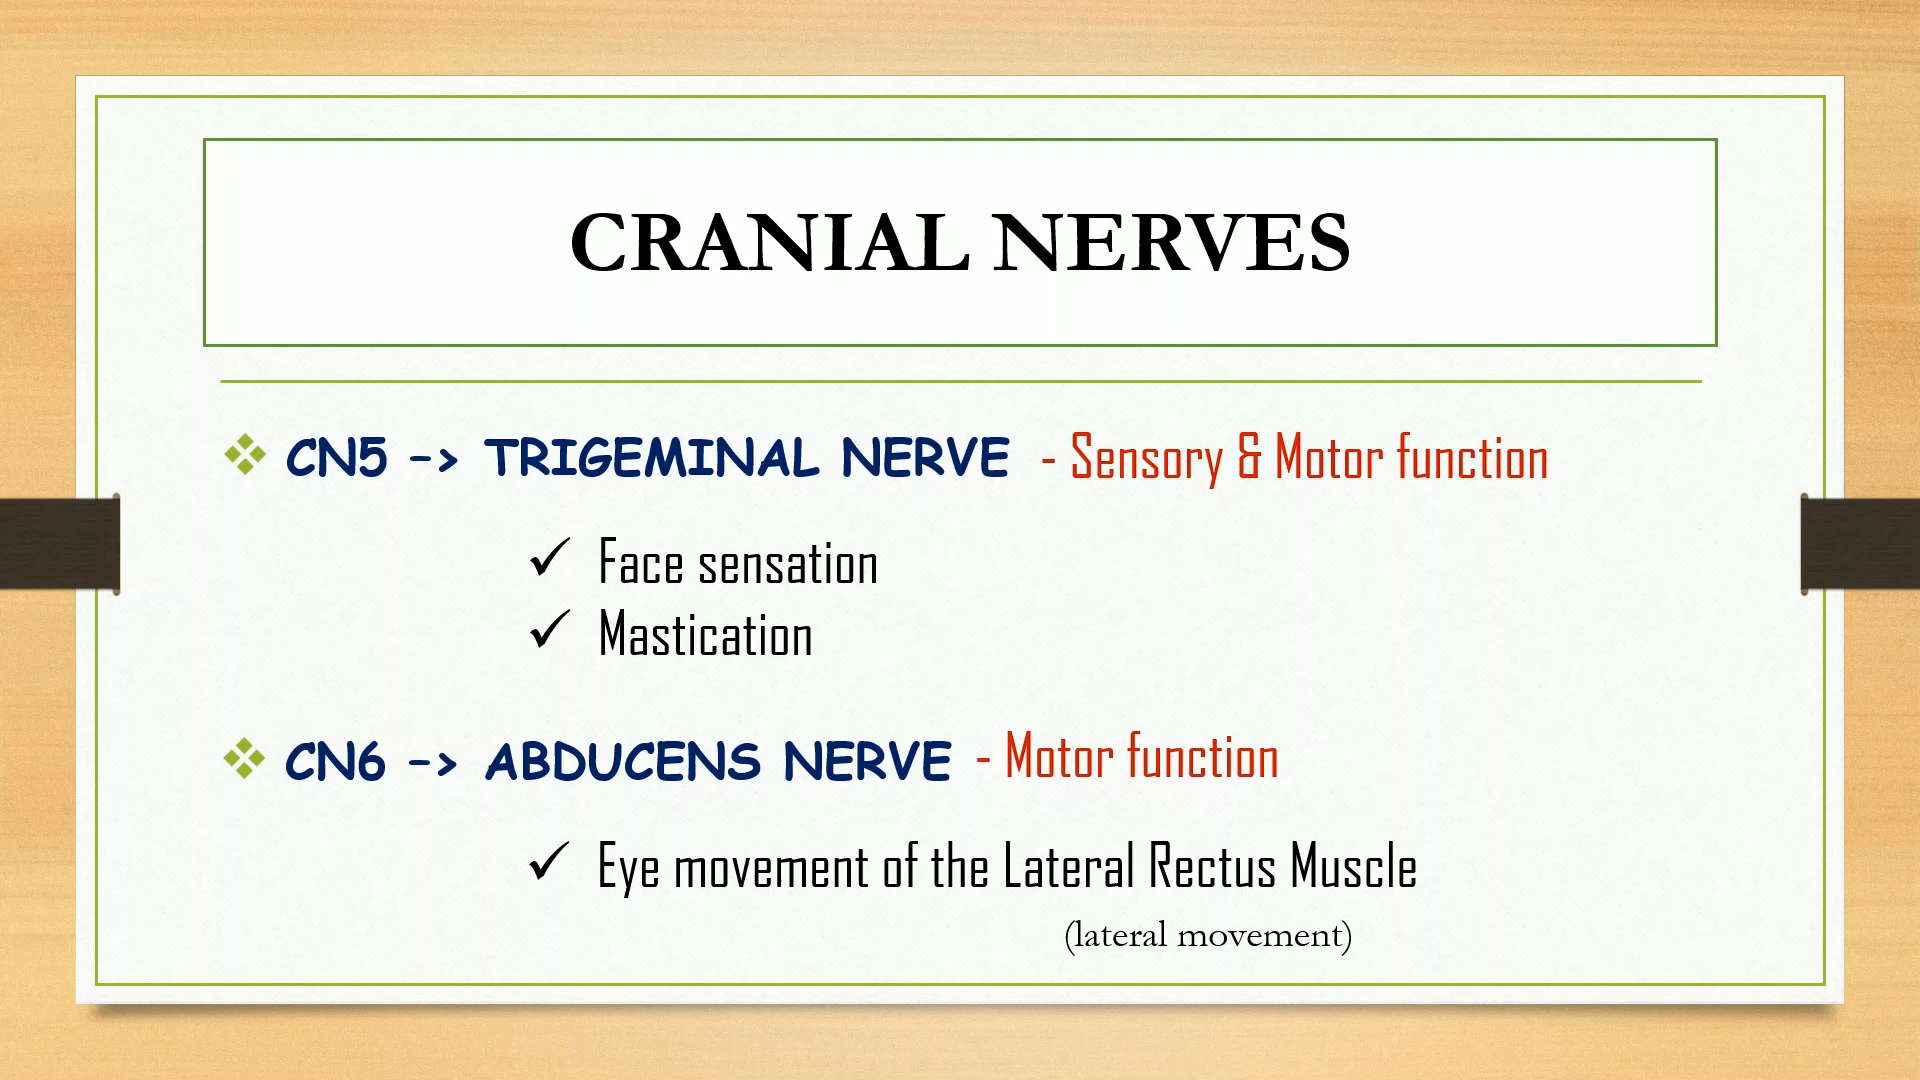 CRANIAL NERVES
❖ CN5 –> TRIGEMINAL NERVE - Sensory & Motor function
✓ Face sensation
✓ Mastication
❖ CN6 –> ABDUCENS NERVE - Motor function
✓ Eye movement of the Lateral Rectus Muscle
(lateral movement)